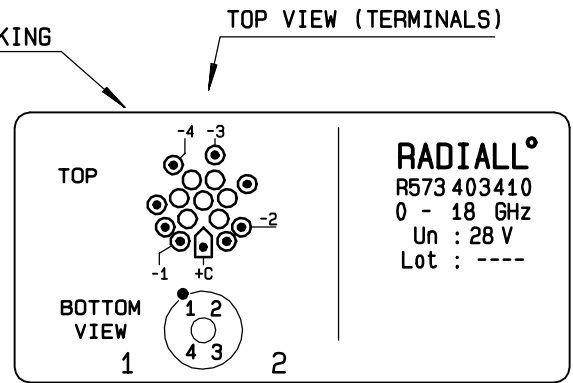 TOP VIEW (TERMINALS)
KING
-4 -3
TOP
-2
-1 +C
BOTTOM
VIEW
1 2
4 3
1 2
RADIALL°
R573 403410
0 - 18 GHz
Un : 28 V
Lot : ----